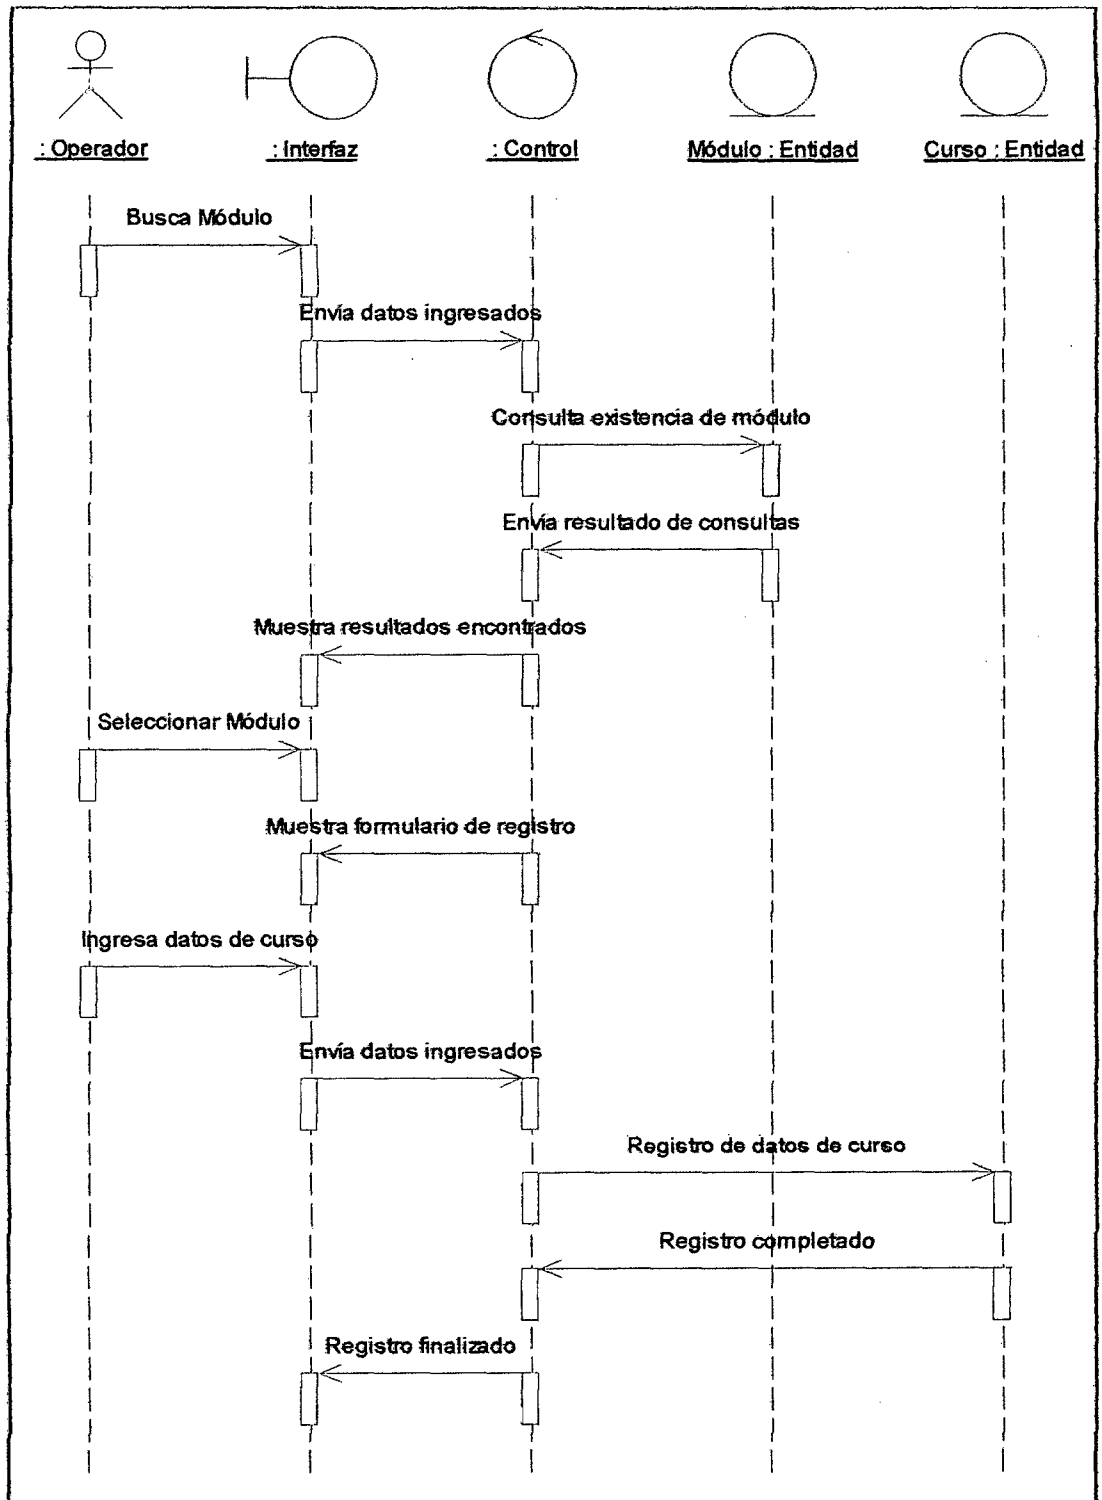 : Operador
: Interfaz
: Control
Módulo : Entidad
Curso : Entidad
Busca Módulo
Envía datos ingresados
Consulta existencia de módulo
Envía resultado de consultas
Muestra resultados encontrados
Seleccionar Módulo
Muestra formulario de registro
Ingresa datos de curso
Envía datos ingresados
Registro de datos de curso
Registro completado
Registro finalizado